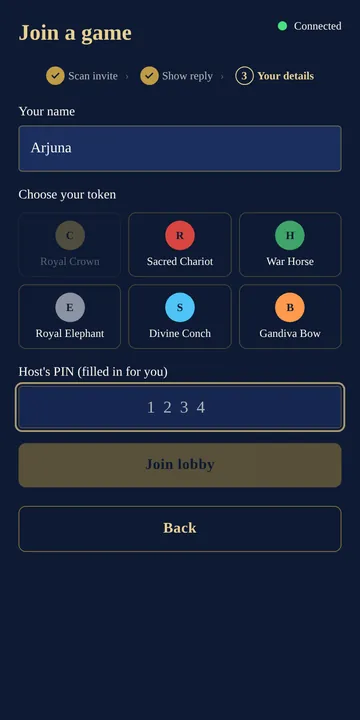 Join a game
Connected
Scan invite › Show reply › 3 Your details
Your name
Arjuna
Choose your token
C R H
Royal Crown Sacred Chariot War Horse
E S B
Royal Elephant Divine Conch Gandiva Bow
Host's PIN (filled in for you)
1 2 3 4
Join lobby
Back